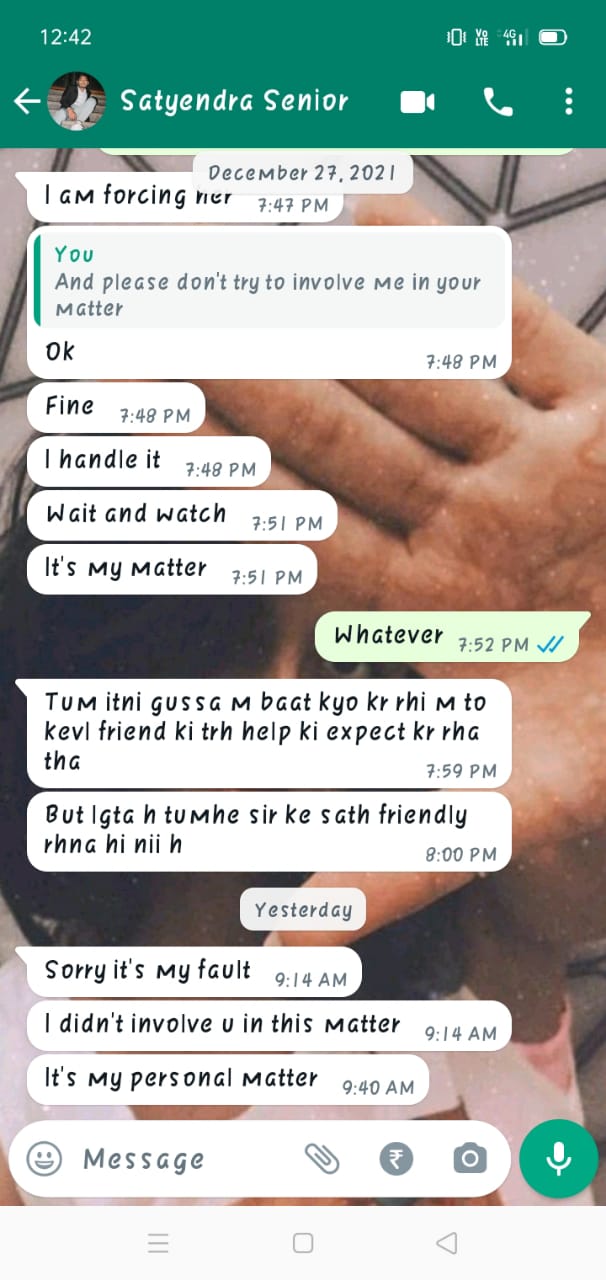 12:42
Vo LTE 4G
Satyendra Senior
December 27, 2021
I am forcing her 7:47 PM
You
And please don't try to involve me in your
matter
Ok 7:48 PM
Fine 7:48 PM
I handle it 7:48 PM
Wait and watch 7:51 PM
It's my matter 7:51 PM
Whatever 7:52 PM
Tum itni gussa m baat kyo kr rhi m to
kevl friend ki trh help ki expect kr rha
tha 7:59 PM
But lgta h tumhe sir ke sath friendly
rhna hi nii h 8:00 PM
Yesterday
Sorry it's my fault 9:14 AM
I didn't involve u in this matter 9:14 AM
It's my personal matter 9:40 AM
Message ₹